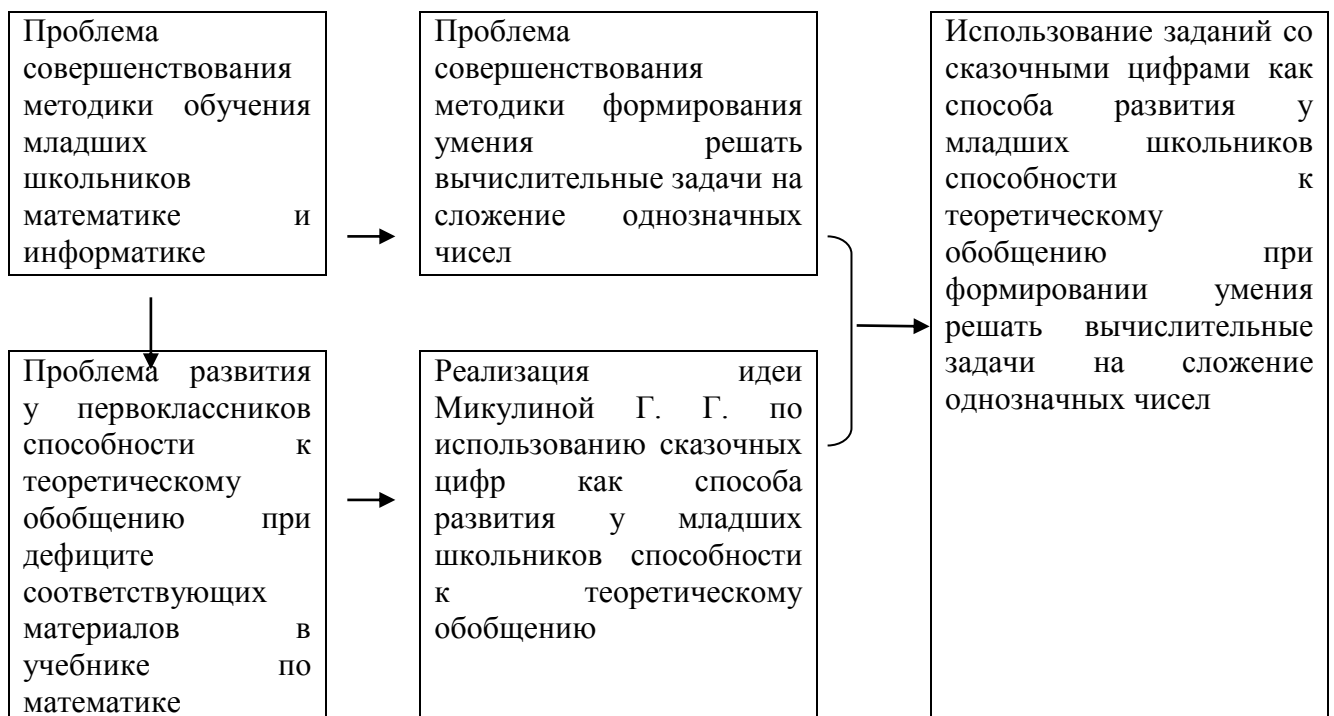 Проблема
совершенствования
методики обучения
младших
школьников
математике и
информатике
Проблема
совершенствования
методики формирования
умения решать
вычислительные задачи на
сложение однозначных
чисел
Использование заданий со
сказочными цифрами как
способа развития у
младших школьников
способности к
теоретическому
обобщению при
формировании умения
решать вычислительные
задачи на сложение
однозначных чисел
Проблема развития
у первоклассников
способности к
теоретическому
обобщению при
дефиците
соответствующих
материалов в
учебнике по
математике
Реализация идеи
Микулиной Г. Г. по
использованию сказочных
цифр как способа
развития у младших
школьников способности
к теоретическому
обобщению